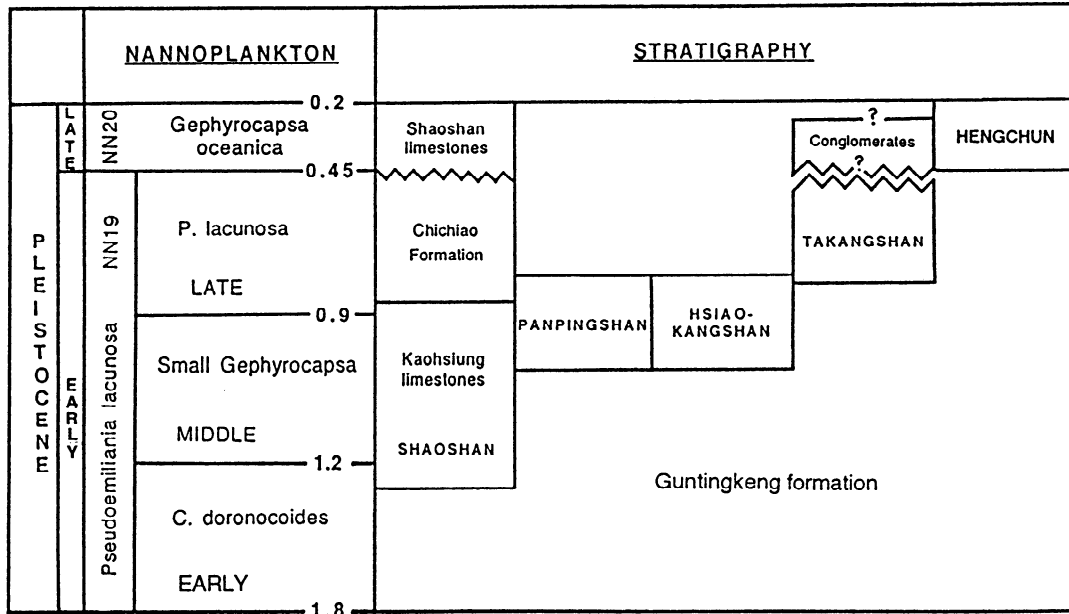 NANNOPLANKTON
STRATIGRAPHY
PLEISTOCENE
LATE
NN20
Gephyrocapsa
oceanica
0.2
Shaoshan
limestones
?
Conglomerates
?
HENGCHUN
0.45
EARLY
NN19
Pseudoemiliania lacunosa
P. lacunosa
LATE
Chichiao
Formation
TAKANGSHAN
0.9
PANPINGSHAN
HSIAO-
KANGSHAN
Small Gephyrocapsa
MIDDLE
Kaohsiung
limestones
SHAOSHAN
1.2
Guntingkeng formation
C. doronocoides
EARLY
1.8